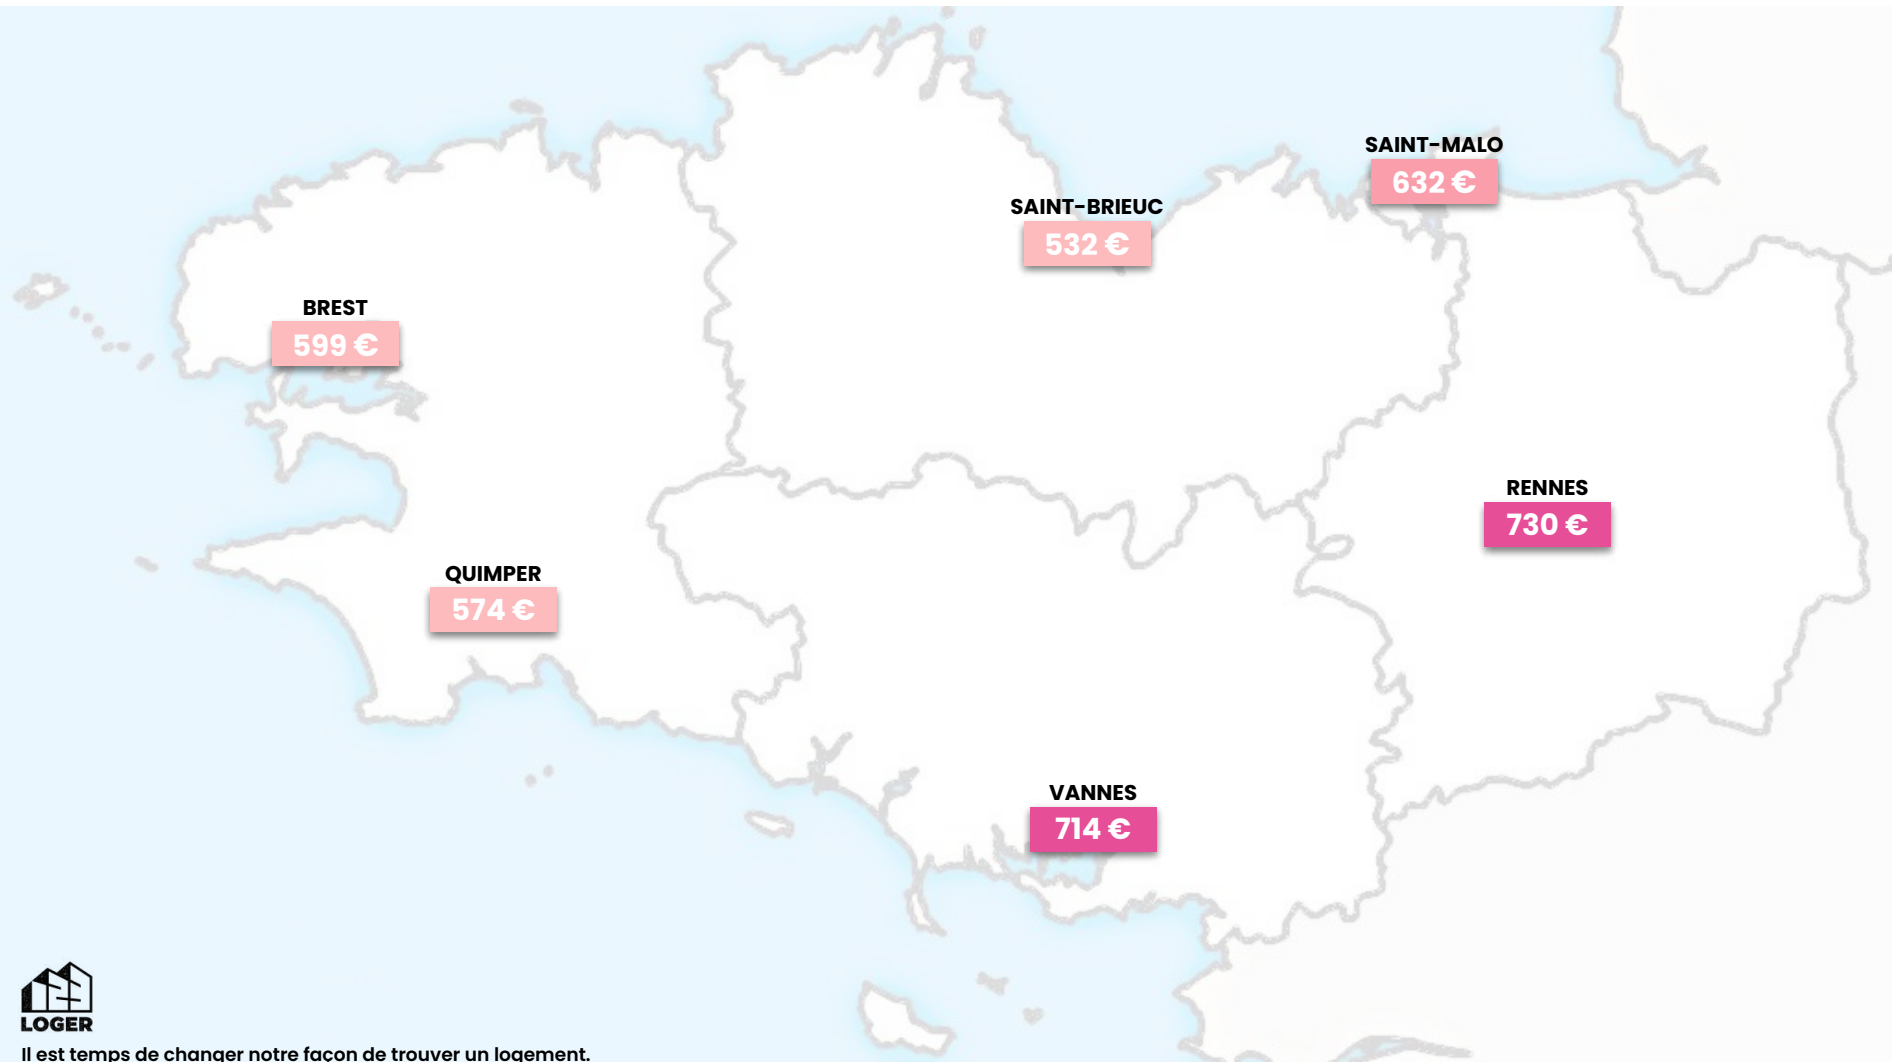 SAINT-MALO
632 €
SAINT-BRIEUC
532 €
BREST
599 €
RENNES
730 €
QUIMPER
574 €
VANNES
714 €
123
LOGER
Il est temps de changer notre façon de trouver un logement.